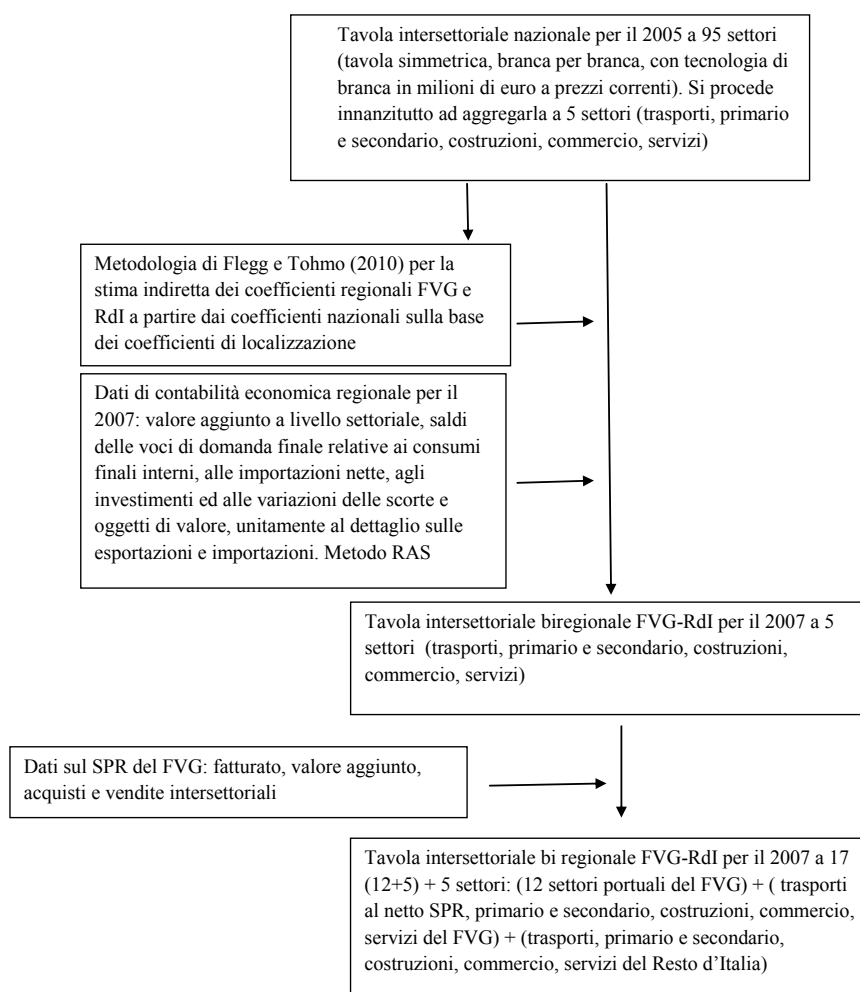 Tavola intersettoriale nazionale per il 2005 a 95 settori
(tavola simmetrica, branca per branca, con tecnologia di
branca in milioni di euro a prezzi correnti). Si procede
innanzitutto ad aggregarla a 5 settori (trasporti, primario
e secondario, costruzioni, commercio, servizi)
Metodologia di Flegg e Tohmo (2010) per la
stima indiretta dei coefficienti regionali FVG e
RdI a partire dai coefficienti nazionali sulla base
dei coefficienti di localizzazione
Dati di contabilità economica regionale per il
2007: valore aggiunto a livello settoriale, saldi
delle voci di domanda finale relative ai consumi
finali interni, alle importazioni nette, agli
investimenti ed alle variazioni delle scorte e
oggetti di valore, unitamente al dettaglio sulle
esportazioni e importazioni. Metodo RAS
Tavola intersettoriale biregionale FVG-RdI per il 2007 a 5
settori (trasporti, primario e secondario, costruzioni,
commercio, servizi)
Dati sul SPR del FVG: fatturato, valore aggiunto,
acquisti e vendite intersettoriali
Tavola intersettoriale bi regionale FVG-RdI per il 2007 a 17
(12+5) + 5 settori: (12 settori portuali del FVG) + ( trasporti
al netto SPR, primario e secondario, costruzioni, commercio,
servizi del FVG) + (trasporti, primario e secondario,
costruzioni, commercio, servizi del Resto d'Italia)